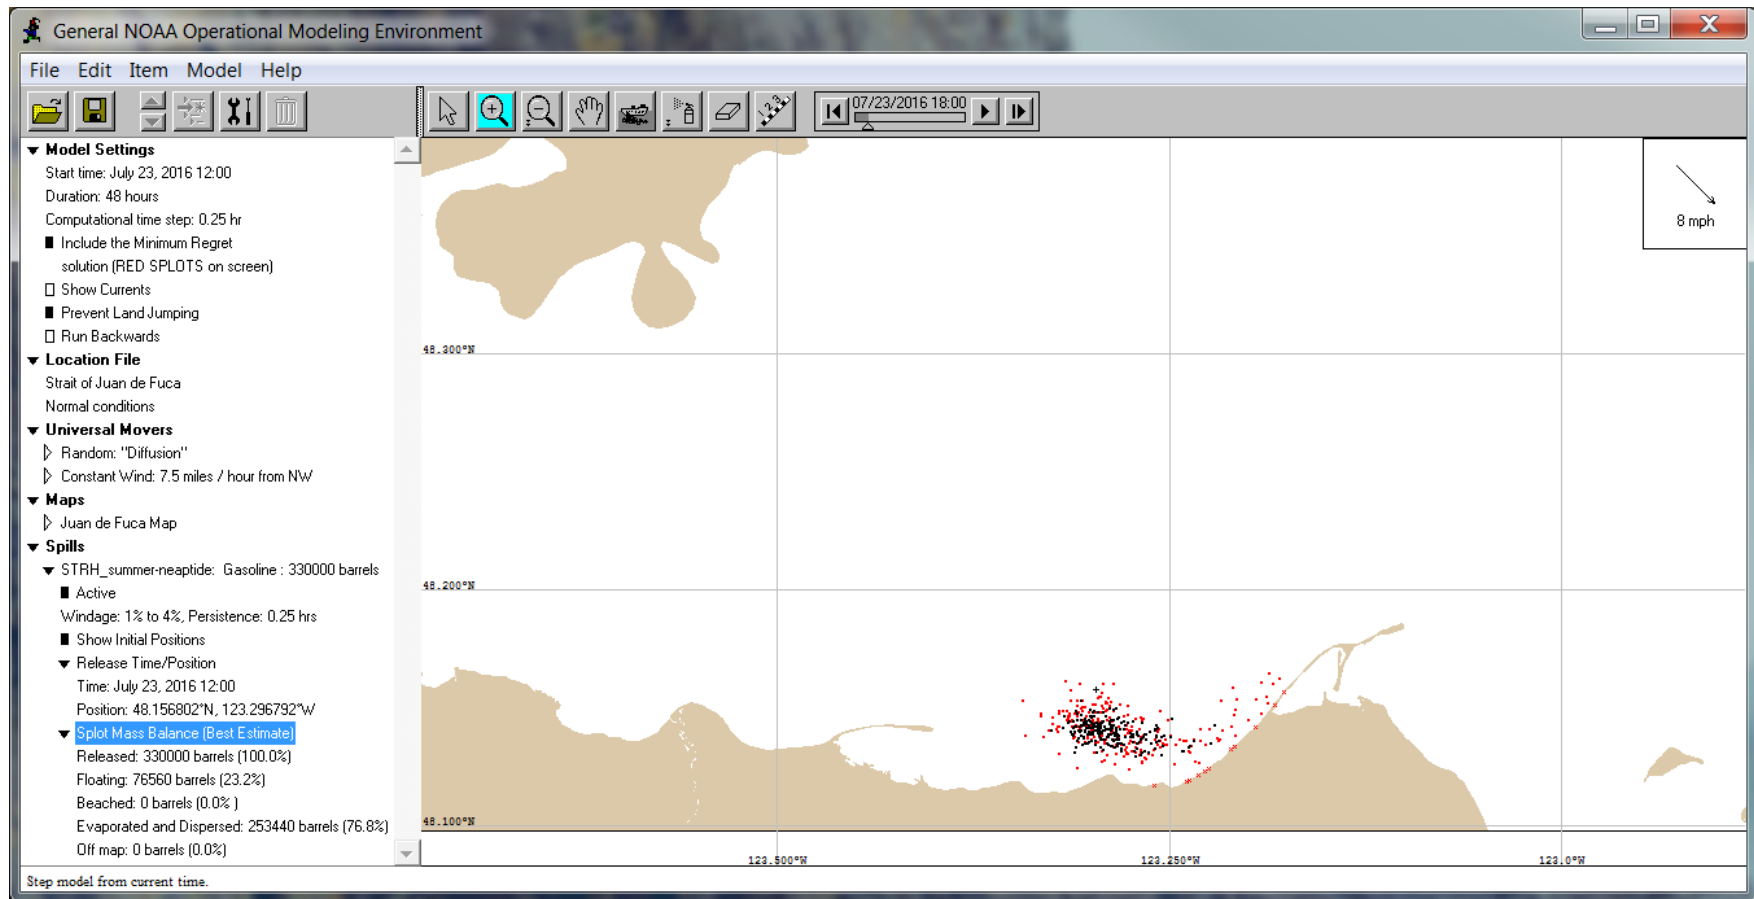 General NOAA Operational Modeling Environment
File Edit Item Model Help
07/23/2016 18:00
Model Settings
Start time: July 23, 2016 12:00
Duration: 48 hours
Computational time step: 0.25 hr
Include the Minimum Regret
solution (RED SPLOTS on screen)
Show Currents
Prevent Land Jumping
Run Backwards
Location File
Strait of Juan de Fuca
Normal conditions
Universal Movers
Random: "Diffusion"
Constant Wind: 7.5 miles / hour from NW
Maps
Juan de Fuca Map
Spills
STRH_summer-neaptide: Gasoline : 330000 barrels
Active
Windage: 1% to 4%, Persistence: 0.25 hrs
Show Initial Positions
Release Time/Position
Time: July 23, 2016 12:00
Position: 48.156802°N, 123.296792°W
Splot Mass Balance (Best Estimate)
Released: 330000 barrels (100.0%)
Floating: 76560 barrels (23.2%)
Beached: 0 barrels (0.0% )
Evaporated and Dispersed: 253440 barrels (76.8%)
Off map: 0 barrels (0.0%)
8 mph
48.300°N
48.200°N
48.100°N
123.500°W
123.250°W
123.0°W
Step model from current time.